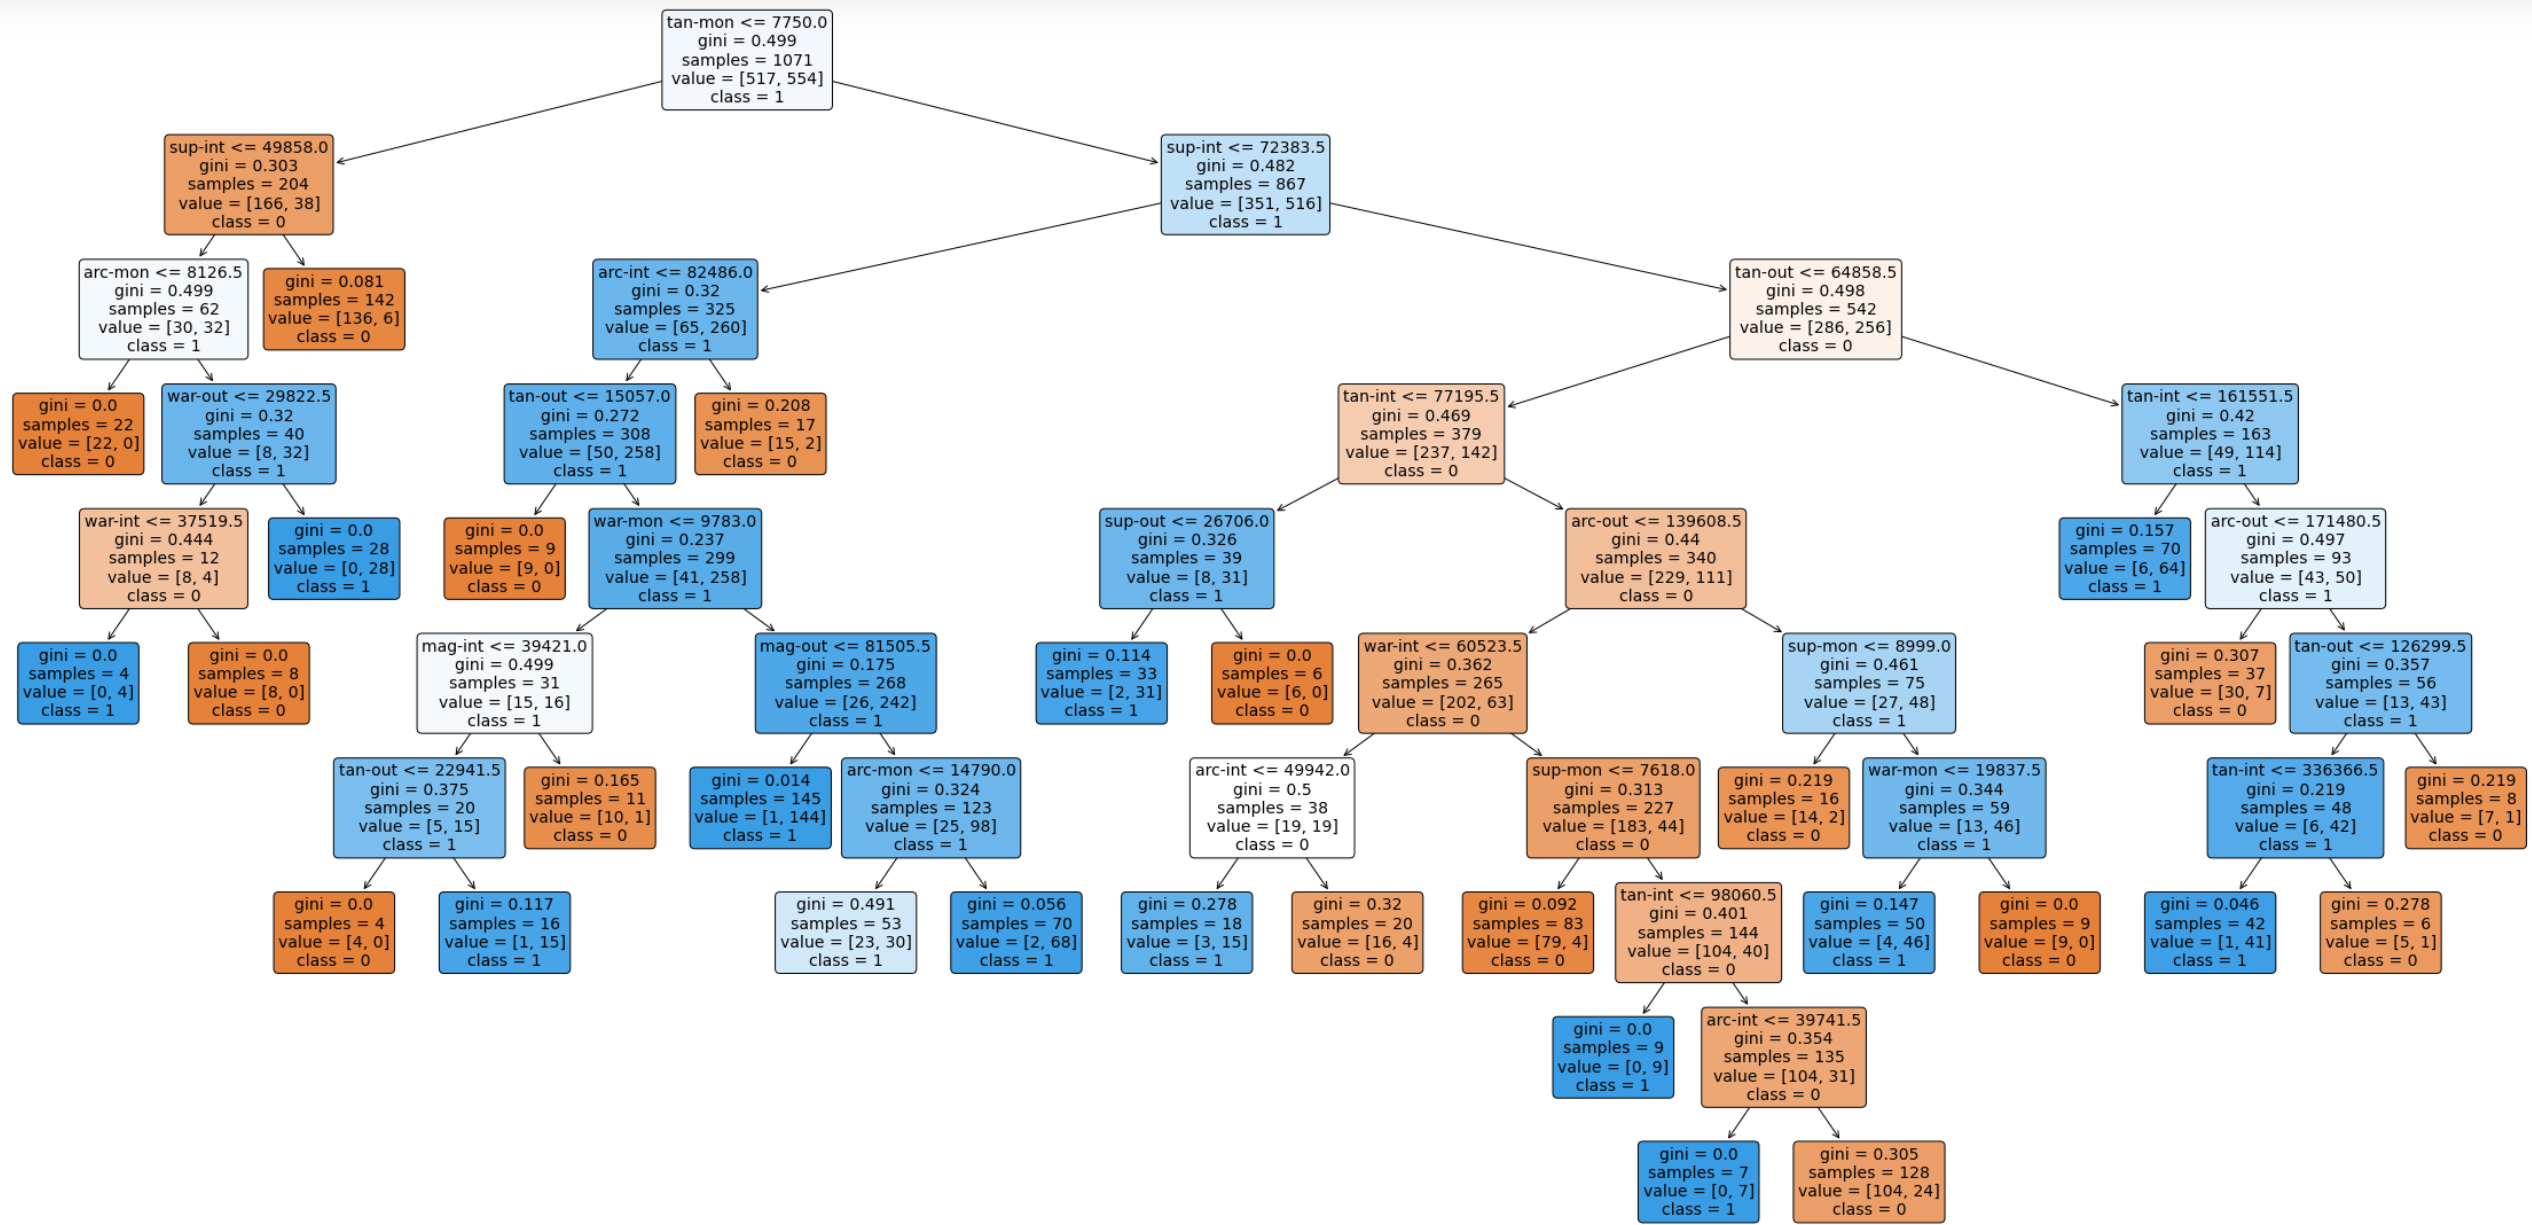 tan-mon <= 7750.0
gini = 0.499
samples = 1071
value = [517, 554]
class = 1
sup-int <= 49858.0
gini = 0.303
samples = 204
value = [166, 38]
class = 0
sup-int <= 72383.5
gini = 0.482
samples = 867
value = [351, 516]
class = 1
arc-mon <= 8126.5
gini = 0.499
samples = 62
value = [30, 32]
class = 1
gini = 0.081
samples = 142
value = [136, 6]
class = 0
arc-int <= 82486.0
gini = 0.32
samples = 325
value = [65, 260]
class = 1
tan-out <= 64858.5
gini = 0.498
samples = 542
value = [286, 256]
class = 0
gini = 0.0
samples = 22
value = [22, 0]
class = 0
war-out <= 29822.5
gini = 0.32
samples = 40
value = [8, 32]
class = 1
tan-out <= 15057.0
gini = 0.272
samples = 308
value = [50, 258]
class = 1
gini = 0.208
samples = 17
value = [15, 2]
class = 0
tan-int <= 77195.5
gini = 0.469
samples = 379
value = [237, 142]
class = 0
tan-int <= 161551.5
gini = 0.42
samples = 163
value = [49, 114]
class = 1
war-int <= 37519.5
gini = 0.444
samples = 12
value = [8, 4]
class = 0
gini = 0.0
samples = 28
value = [0, 28]
class = 1
gini = 0.0
samples = 9
value = [9, 0]
class = 0
war-mon <= 9783.0
gini = 0.237
samples = 299
value = [41, 258]
class = 1
sup-out <= 26706.0
gini = 0.326
samples = 39
value = [8, 31]
class = 1
arc-out <= 139608.5
gini = 0.44
samples = 340
value = [229, 111]
class = 0
gini = 0.157
samples = 70
value = [6, 64]
class = 1
arc-out <= 171480.5
gini = 0.497
samples = 93
value = [43, 50]
class = 1
gini = 0.0
samples = 4
value = [0, 4]
class = 1
gini = 0.0
samples = 8
value = [8, 0]
class = 0
mag-int <= 39421.0
gini = 0.499
samples = 31
value = [15, 16]
class = 1
mag-out <= 81505.5
gini = 0.175
samples = 268
value = [26, 242]
class = 1
gini = 0.114
samples = 33
value = [2, 31]
class = 1
gini = 0.0
samples = 6
value = [6, 0]
class = 0
war-int <= 60523.5
gini = 0.362
samples = 265
value = [202, 63]
class = 0
sup-mon <= 8999.0
gini = 0.461
samples = 75
value = [27, 48]
class = 1
gini = 0.307
samples = 37
value = [30, 7]
class = 0
tan-out <= 126299.5
gini = 0.357
samples = 56
value = [13, 43]
class = 1
tan-out <= 22941.5
gini = 0.375
samples = 20
value = [5, 15]
class = 1
gini = 0.165
samples = 11
value = [10, 1]
class = 0
gini = 0.014
samples = 145
value = [1, 144]
class = 1
arc-mon <= 14790.0
gini = 0.324
samples = 123
value = [25, 98]
class = 1
arc-int <= 49942.0
gini = 0.5
samples = 38
value = [19, 19]
class = 0
sup-mon <= 7618.0
gini = 0.313
samples = 227
value = [183, 44]
class = 0
gini = 0.219
samples = 16
value = [14, 2]
class = 0
war-mon <= 19837.5
gini = 0.344
samples = 59
value = [13, 46]
class = 1
tan-int <= 336366.5
gini = 0.219
samples = 48
value = [6, 42]
class = 1
gini = 0.219
samples = 8
value = [7, 1]
class = 0
gini = 0.0
samples = 4
value = [4, 0]
class = 0
gini = 0.117
samples = 16
value = [1, 15]
class = 1
gini = 0.491
samples = 53
value = [23, 30]
class = 1
gini = 0.056
samples = 70
value = [2, 68]
class = 1
gini = 0.278
samples = 18
value = [3, 15]
class = 1
gini = 0.32
samples = 20
value = [16, 4]
class = 0
gini = 0.092
samples = 83
value = [79, 4]
class = 0
tan-int <= 98060.5
gini = 0.401
samples = 144
value = [104, 40]
class = 0
gini = 0.147
samples = 50
value = [4, 46]
class = 1
gini = 0.0
samples = 9
value = [9, 0]
class = 0
gini = 0.046
samples = 42
value = [1, 41]
class = 1
gini = 0.278
samples = 6
value = [5, 1]
class = 0
gini = 0.0
samples = 9
value = [0, 9]
class = 1
arc-int <= 39741.5
gini = 0.354
samples = 135
value = [104, 31]
class = 0
gini = 0.0
samples = 7
value = [0, 7]
class = 1
gini = 0.305
samples = 128
value = [104, 24]
class = 0